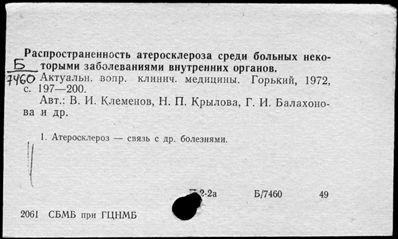 Распространенность атеросклероза среди больных неко-
Б торыми заболеваниями внутренних органов.
7460 Актуальн. вопр. клинич. медицины. Горький, 1972,
с. 197—200.
Авт.: В. И. Клеменов, Н. П. Крылова, Г. И. Балахоно-
ва и др.
1. Атеросклероз — связь с др. болезнями.
2-2а Б/7460 49
2061 СБМБ при ГЦНМБ